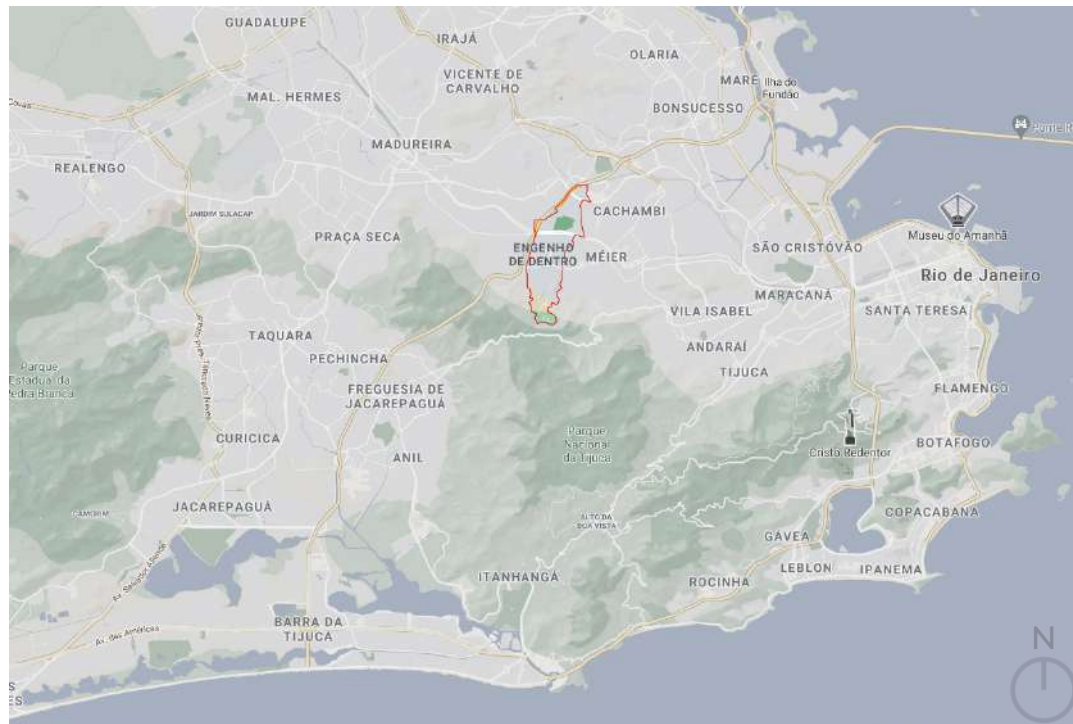 GUADALUPE
IRAJÁ
OLARIA
VICENTE DE
CARVALHO
MARÉ
Ilha do
Fundão
MAL. HERMES
BONSUCESSO
MADUREIRA
REALENGO
CACHAMBI
JARDIM SULACAP
PRAÇA SECA
ENGENHO
DE DENTRO
MÉIER
SÃO CRISTÓVÃO
Museu do Amanhã
Rio de Janeiro
MARACANÃ
VILA ISABEL
SANTA TERESA
TAQUARA
ANDARAÍ
PECHINCHA
TIJUCA
Parque
Estadual da
Pedra Branca
FREGUESIA DE
JACAREPAGUÁ
FLAMENGO
CURICICA
Parque
Nacional
da Tijuca
BOTAFOGO
ANIL
Cristo Redentor
JACAREPAGUÁ
CAMORIM
COPACABANA
ALTO DA
BOA VISTA
GÁVEA
LEBLON
IPANEMA
ITANHANGÁ
ROCINHA
Av. Salvador Allende
BARRA DA
TIJUCA
Av. das Américas
N